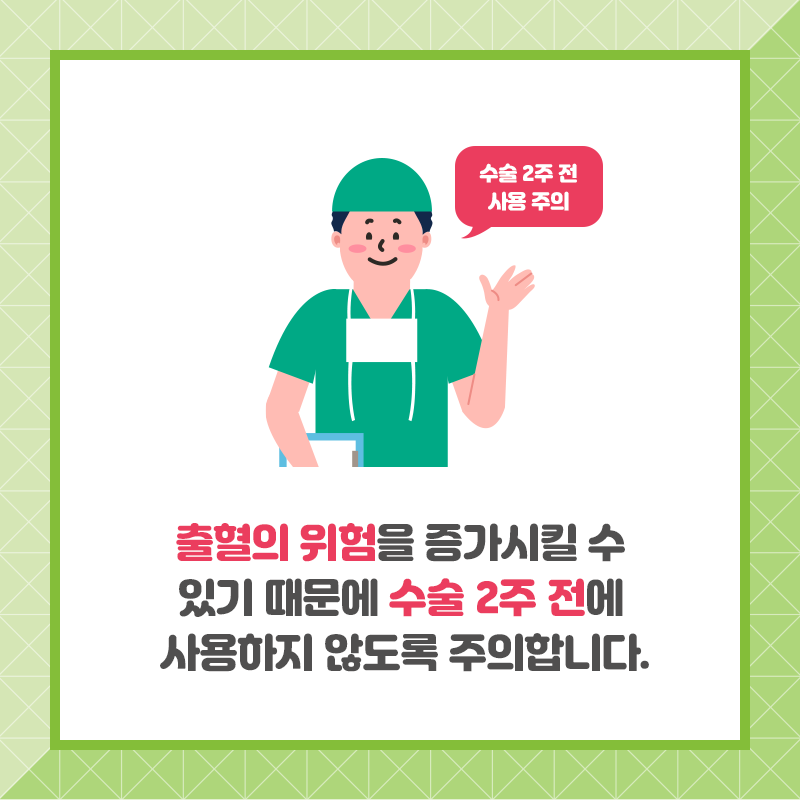 수술 2주 전
사용 주의
출혈의 위험을 증가시킬 수
있기 때문에 수술 2주 전에
사용하지 않도록 주의합니다.